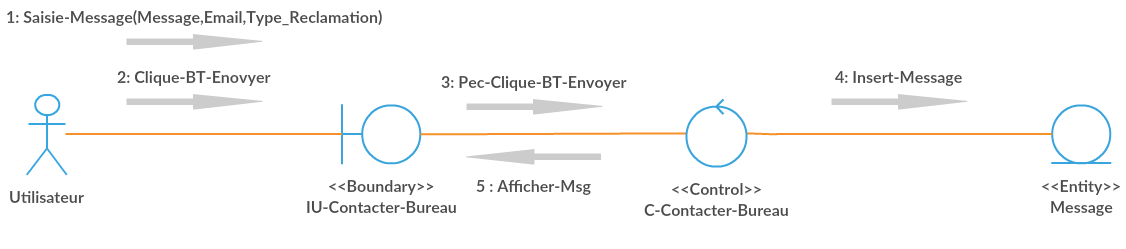 1: Saisie-Message(Message,Email,Type_Reclamation)
2: Clique-BT-Enovyer
3: Pec-Clique-BT-Envoyer
4: Insert-Message
5 : Afficher-Msg
Utilisateur
<<Boundary>>
IU-Contacter-Bureau
<<Control>>
C-Contacter-Bureau
<<Entity>>
Message